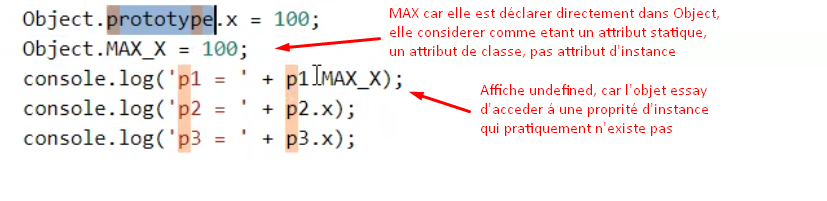 Object.prototype.x = 100;
MAX car elle est déclarer directement dans Object,
elle considerer comme etant un attribut statique,
un attribut de classe, pas attribut d'instance
Object.MAX_X = 100;
console.log('p1 = ' + p1.MAX_X);
Affiche undefined, car l'objet essay
d'acceder á une proprité d'instance
qui pratiquement n'existe pas
console.log('p2 = ' + p2.x);
console.log('p3 = ' + p3.x);